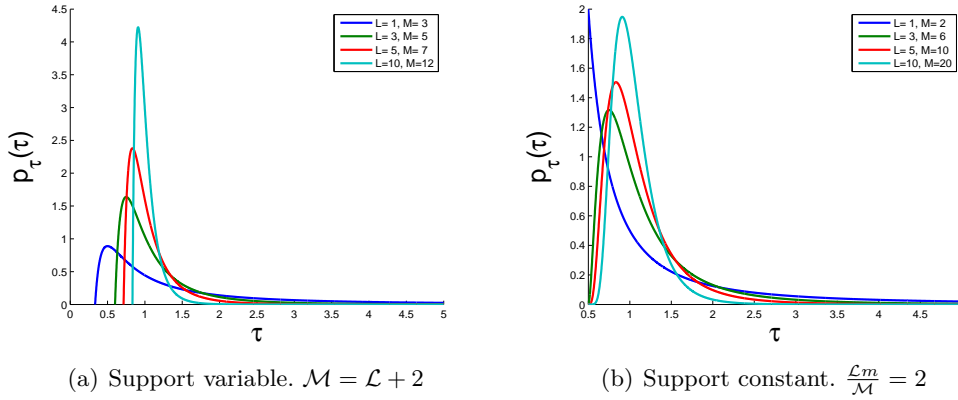 4.5
4
3.5
3
2.5
2
1.5
1
0.5
0
0 0.5 1 1.5 2 2.5 3 3.5 4 4.5 5
p_τ(τ)
τ
L= 1, M= 3
L= 3, M= 5
L= 5, M= 7
L=10, M=12
(a) Support variable. ℳ = ℒ + 2
2
1.8
1.6
1.4
1.2
1
0.8
0.6
0.4
0.2
0
0.5 1 1.5 2 2.5 3 3.5 4 4.5
p_τ(τ)
τ
L= 1, M= 2
L= 3, M= 6
L= 5, M=10
L=10, M=20
(b) Support constant. ℒm/ℳ = 2